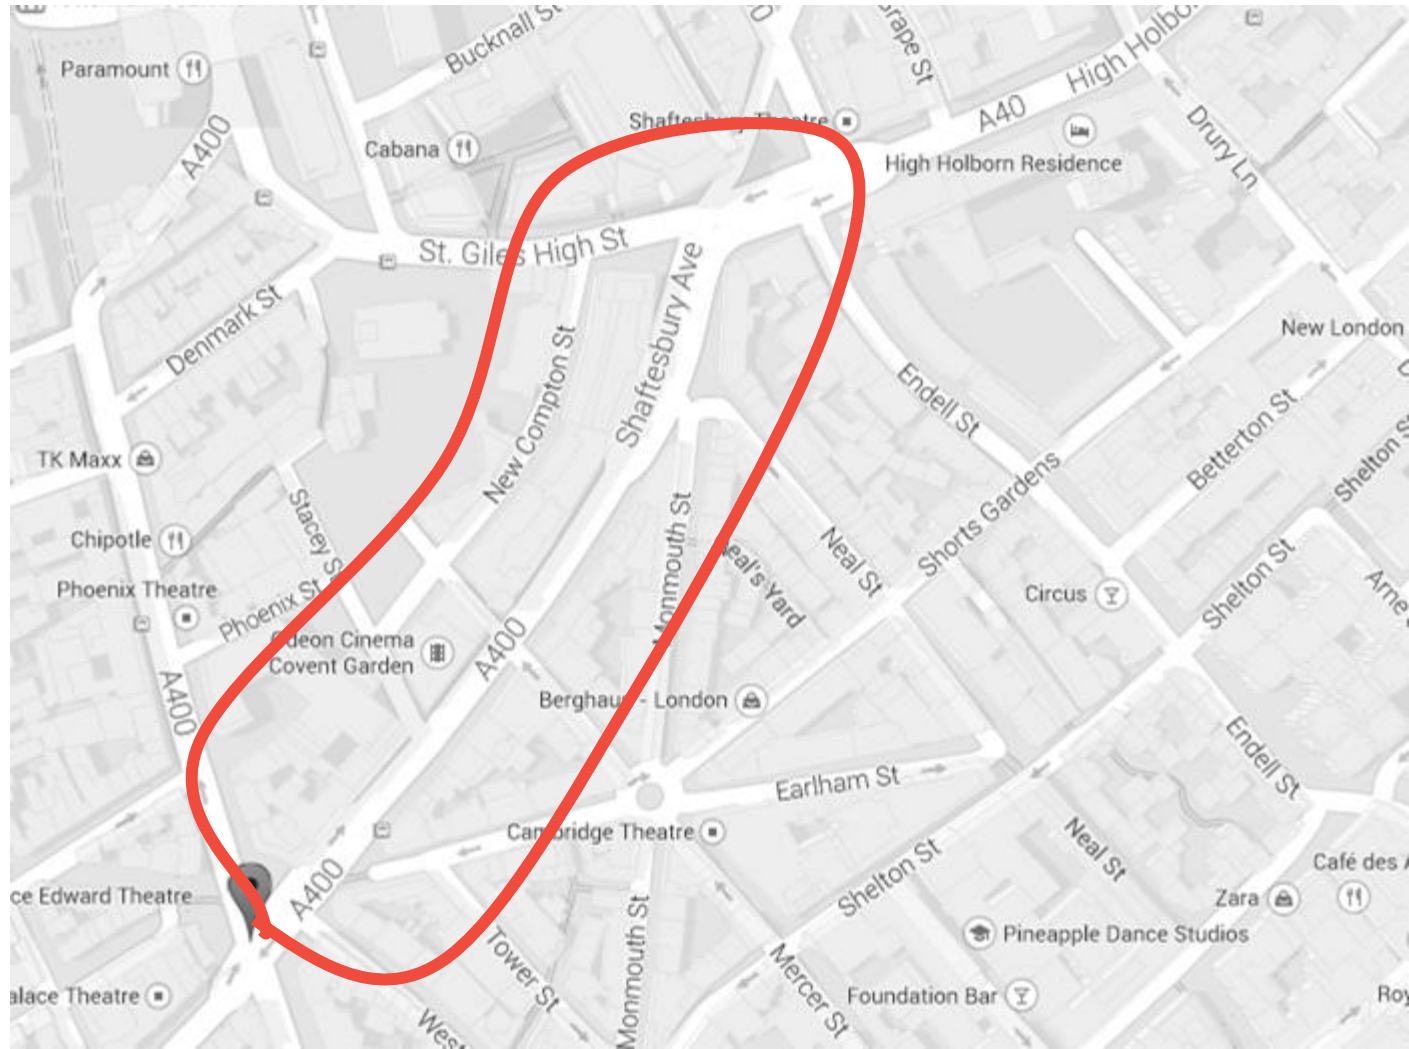 Bucknall St
Grape St
High Holbo
Paramount
A400
Shaftesbury Theatre
A40
Drury Ln
Cabana
High Holborn Residence
St. Giles High St
Shaftesbury Ave
Denmark St
New London
New Compton St
Endell St
Betterton St
Shelton S
TK Maxx
Stacey S
Monmouth St
Shorts Gardens
Chipotle
Neal St
Neal's Yard
Shelton St
Arne
Phoenix Theatre
Phoenix St
Circus
Odeon Cinema
Covent Garden
A400
A400
Berghaus - London
Endell St
Earlham St
Cambridge Theatre
Neal St
Shelton St
Café des A
A400
ce Edward Theatre
Zara
Pineapple Dance Studios
Tower St
Monmouth St
Mercer St
alace Theatre
Foundation Bar
Roy
West